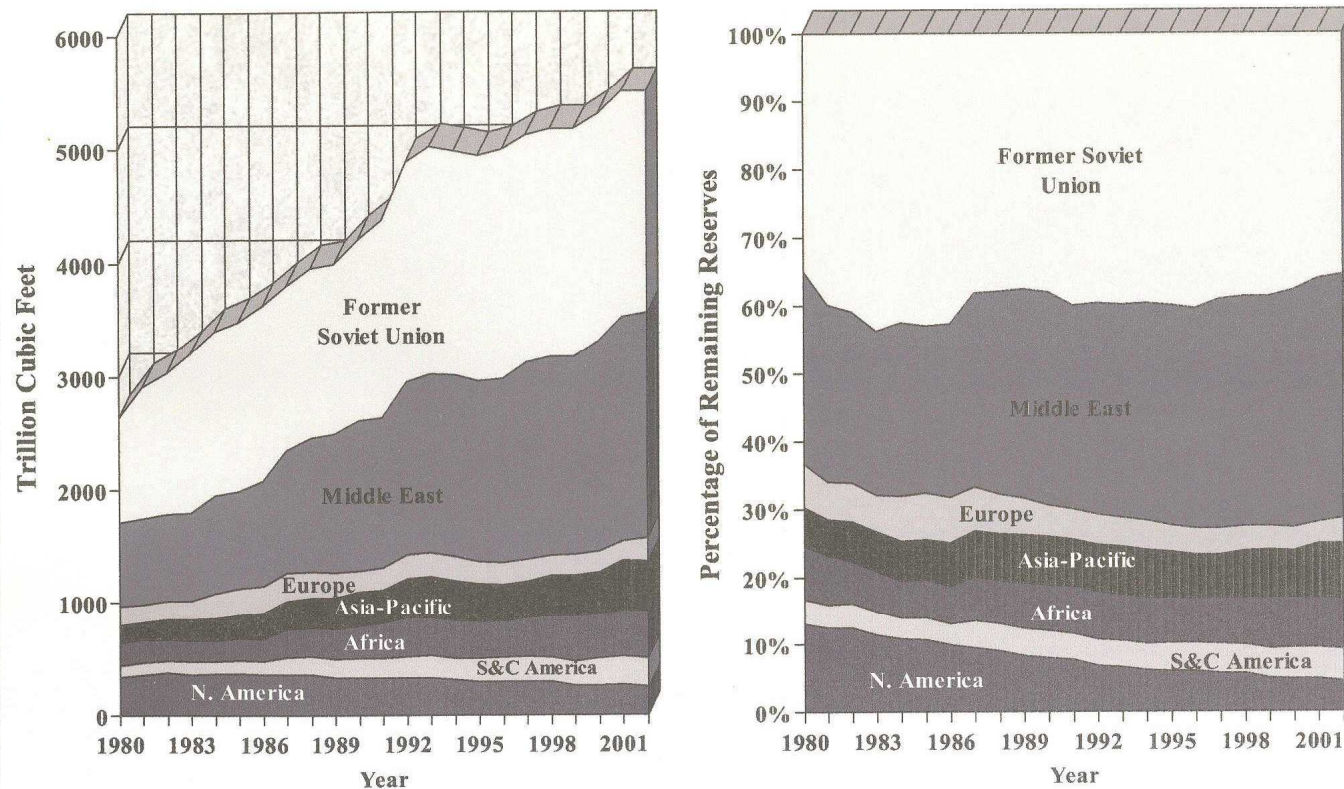 Trillion Cubic Feet
6000
5000
4000
3000
2000
1000
0
Former
Soviet Union
Middle East
Europe
Asia-Pacific
Africa
S&C America
N. America
1980 1983 1986 1989 1992 1995 1998 2001
Year
Percentage of Remaining Reserves
100%
90%
80%
70%
60%
50%
40%
30%
20%
10%
0%
Former Soviet
Union
Middle East
Europe
Asia-Pacific
Africa
S&C America
N. America
1980 1983 1986 1989 1992 1995 1998 2001
Year